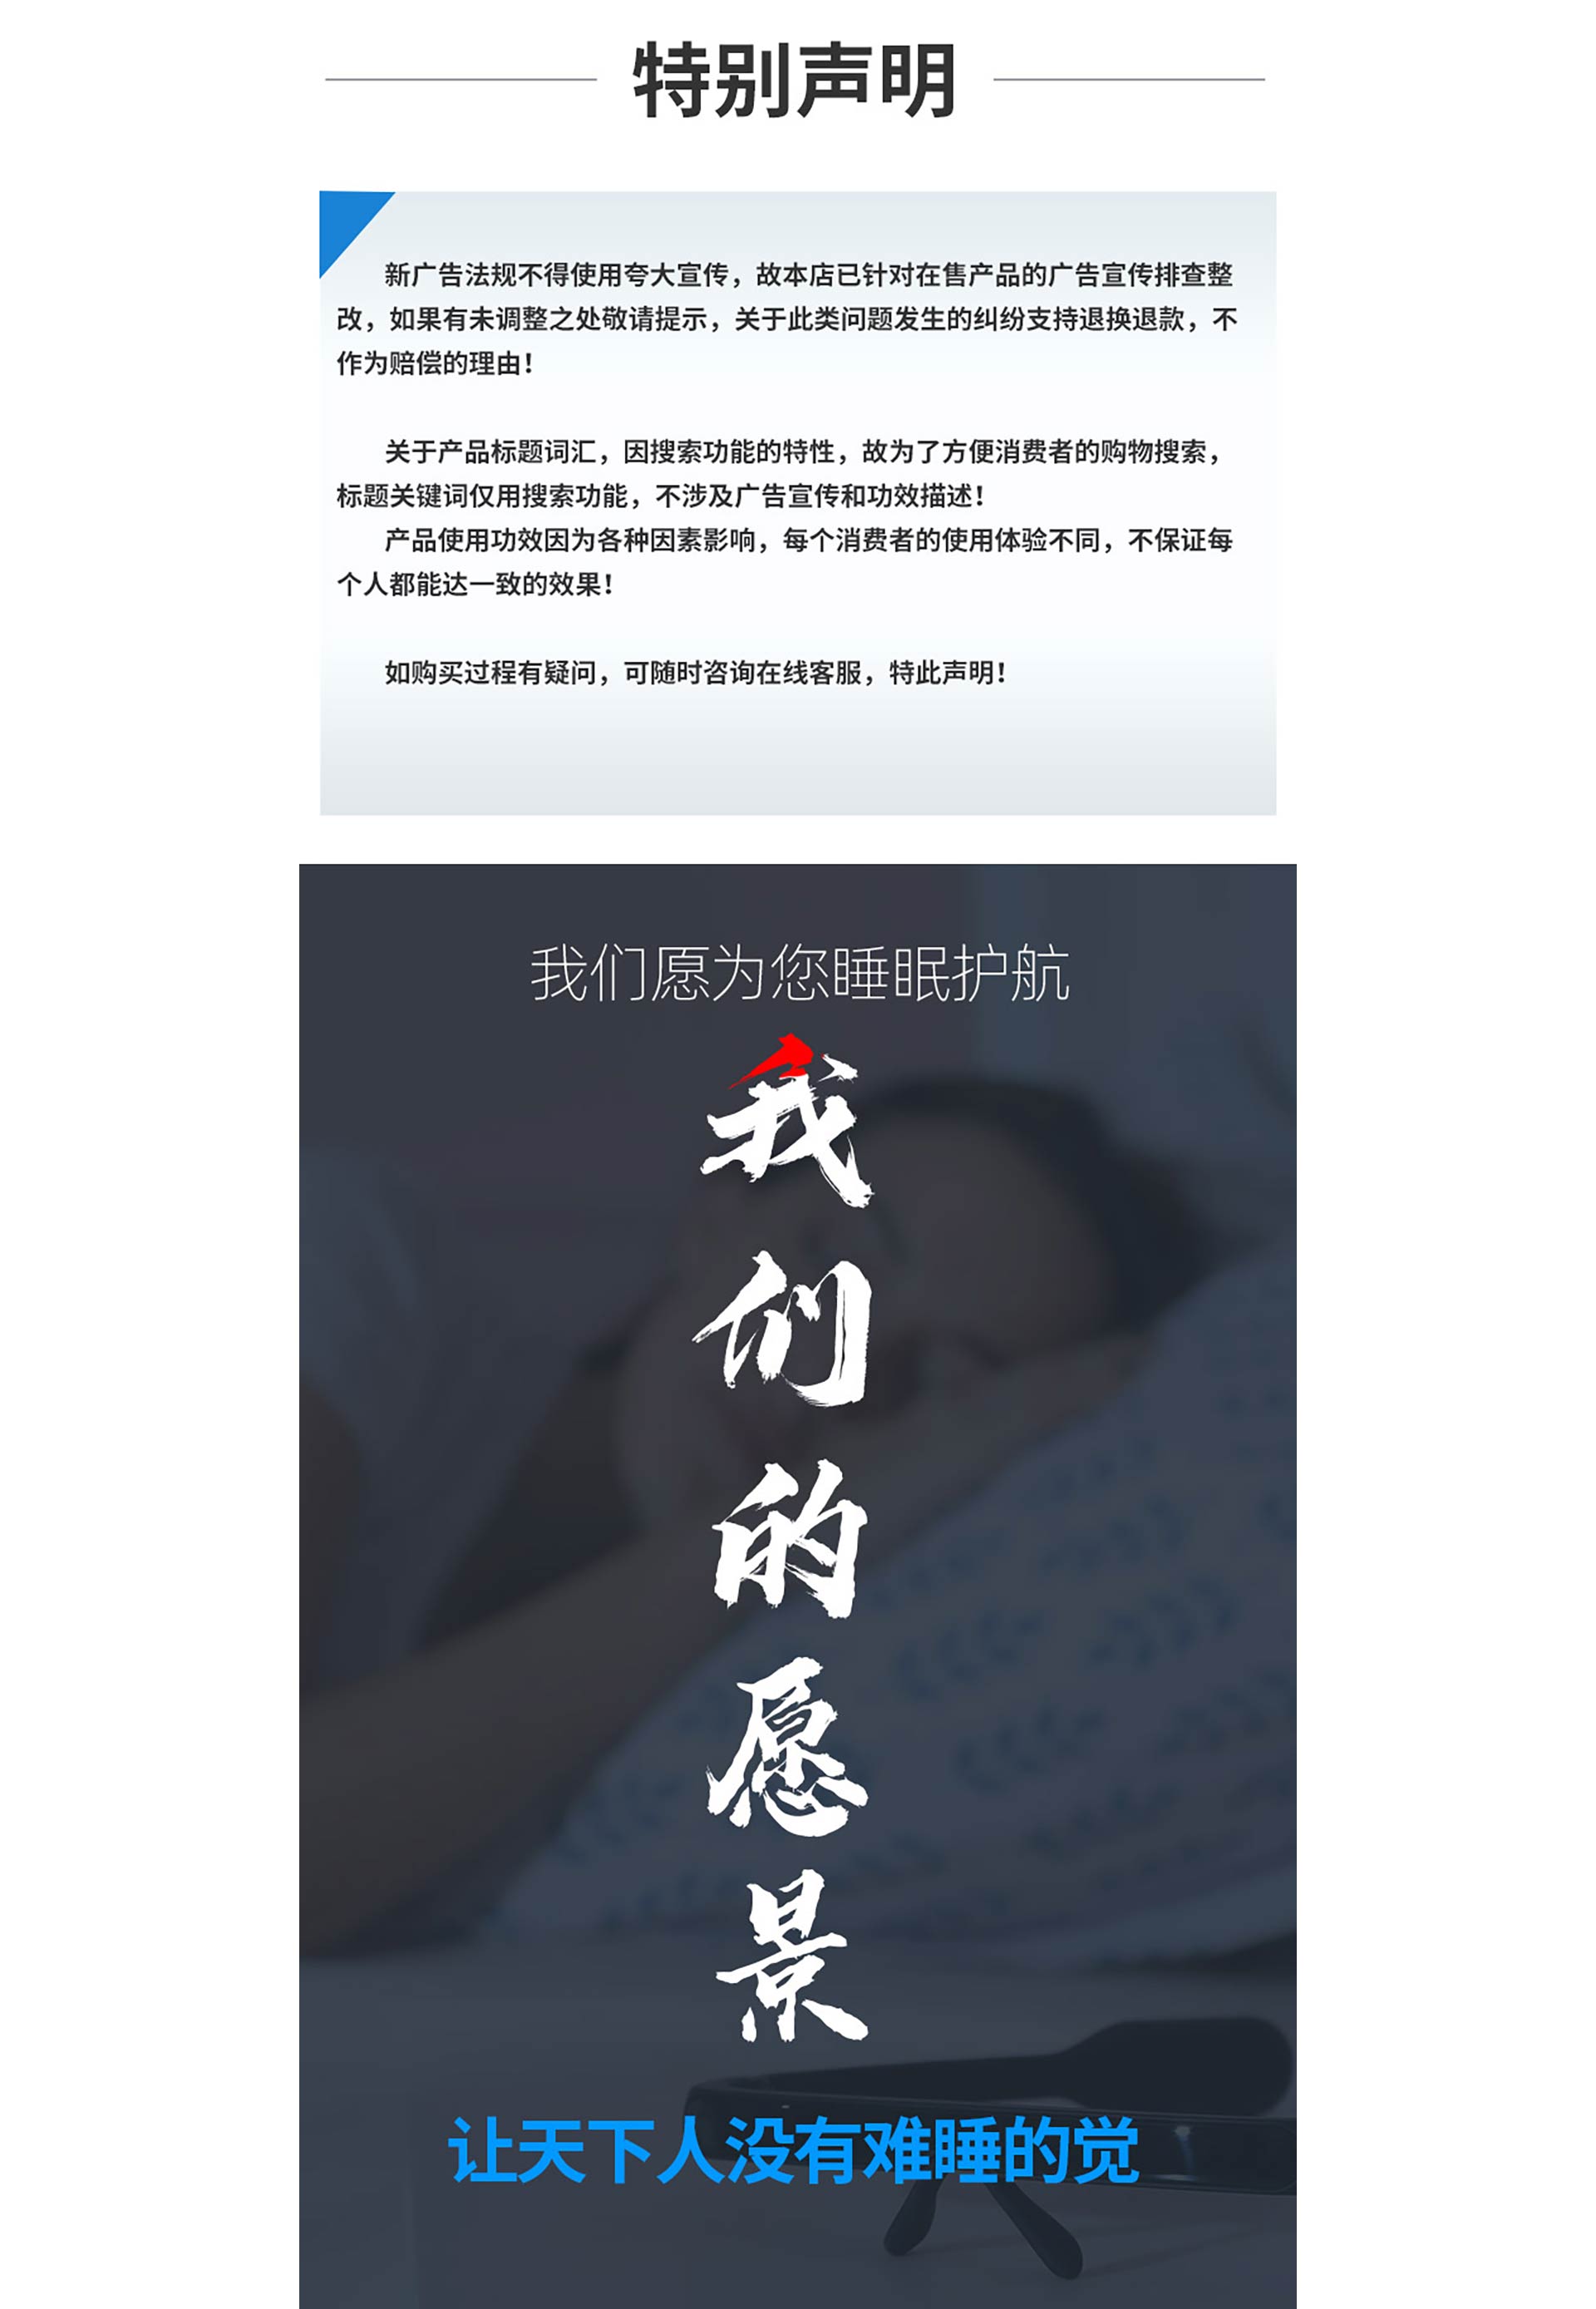 特别声明
新广告法规不得使用夸大宣传，故本店已针对在售产品的广告宣传排查整
改，如果有未调整之处敬请提示，关于此类问题发生的纠纷支持退换退款，不
作为赔偿的理由！
关于产品标题词汇，因搜索功能的特性，故为了方便消费者的购物搜索，
标题关键词仅用搜索功能，不涉及广告宣传和功效描述！
产品使用功效因为各种因素影响，每个消费者的使用体验不同，不保证每
个人都能达一致的效果！
如购买过程有疑问，可随时咨询在线客服，特此声明！
我们愿为您睡眠护航
我
们
的
愿
景
让天下人没有难睡的觉